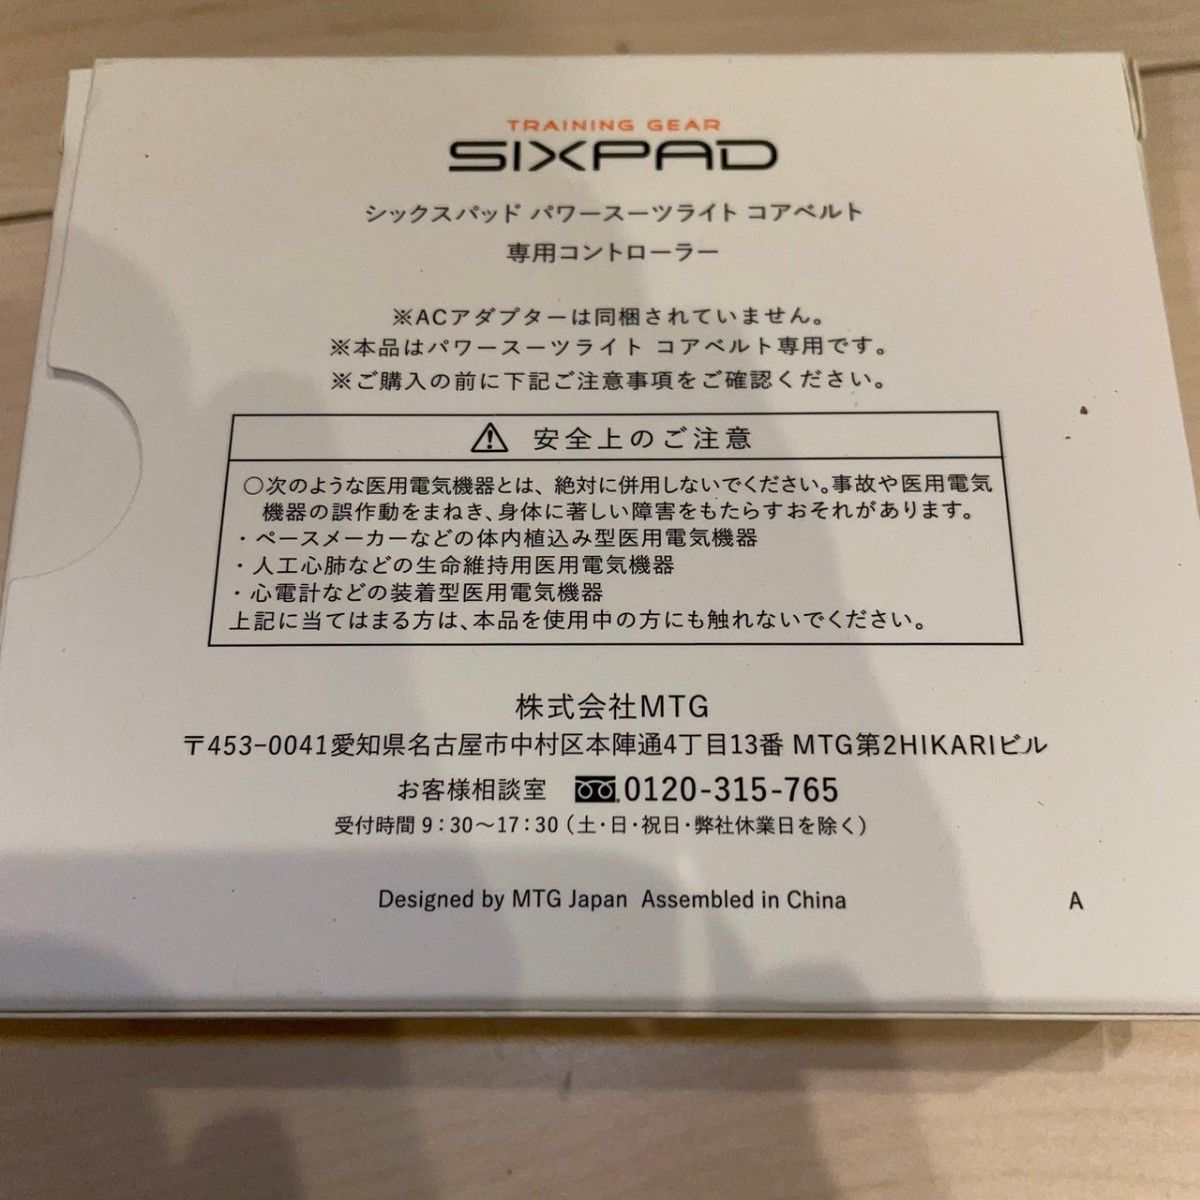 TRAINING GEAR
SIXPAD
シックスパッド パワースーツライト コアベルト
専用コントローラー
※ACアダプターは同梱されていません。
※本品はパワースーツライト コアベルト専用です。
※ご購入の前に下記ご注意事項をご確認ください。
安全上のご注意
○次のような医用電気機器とは、絶対に併用しないでください。事故や医用電気
機器の誤作動をまねき、身体に著しい障害をもたらすおそれがあります。
・ペースメーカーなどの体内植込み型医用電気機器
・人工心肺などの生命維持用医用電気機器
・心電計などの装着型医用電気機器
上記に当てはまる方は、本品を使用中の方にも触れないでください。
株式会社MTG
〒453-0041愛知県名古屋市中村区本陣通4丁目13番 MTG第2HIKARIビル
お客様相談室 0120-315-765
受付時間 9:30〜17:30（土・日・祝日・弊社休業日を除く）
Designed by MTG Japan Assembled in China
A